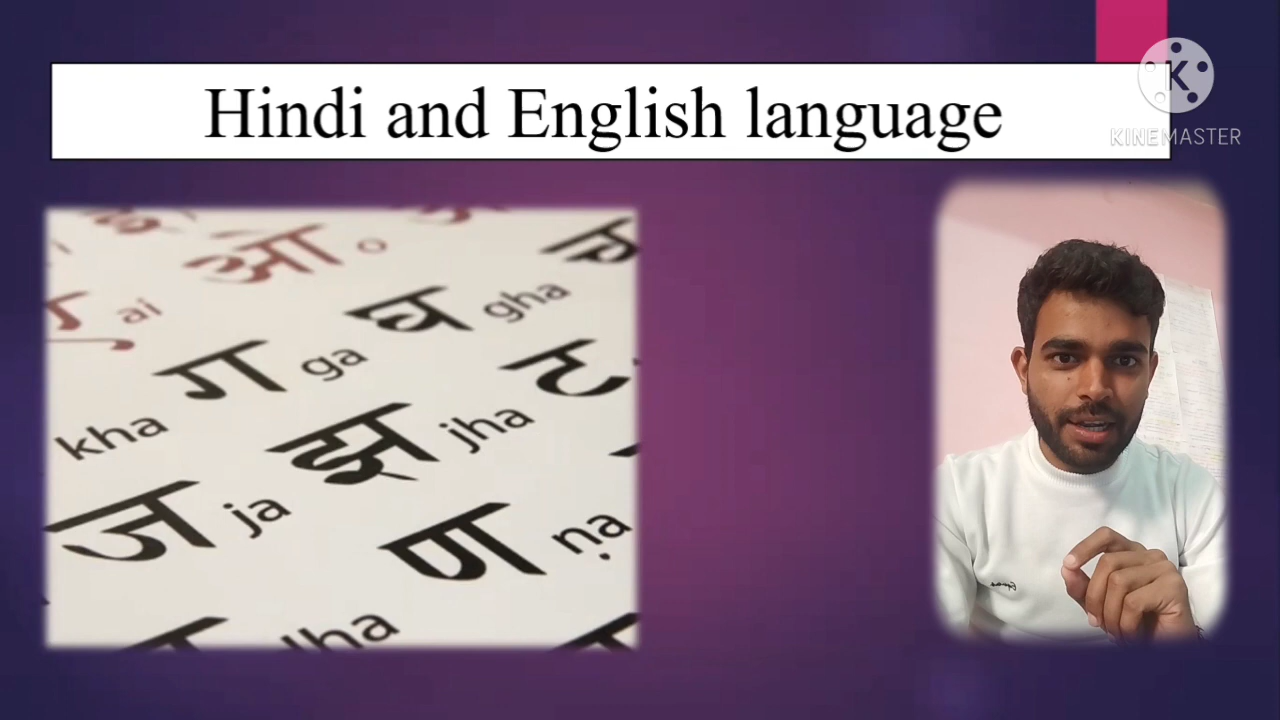 Hindi and English language
K
KINEMASTER
ओ o
ai
घ gha
ग ga
kha
झ jha
ज ja
ण ṇa